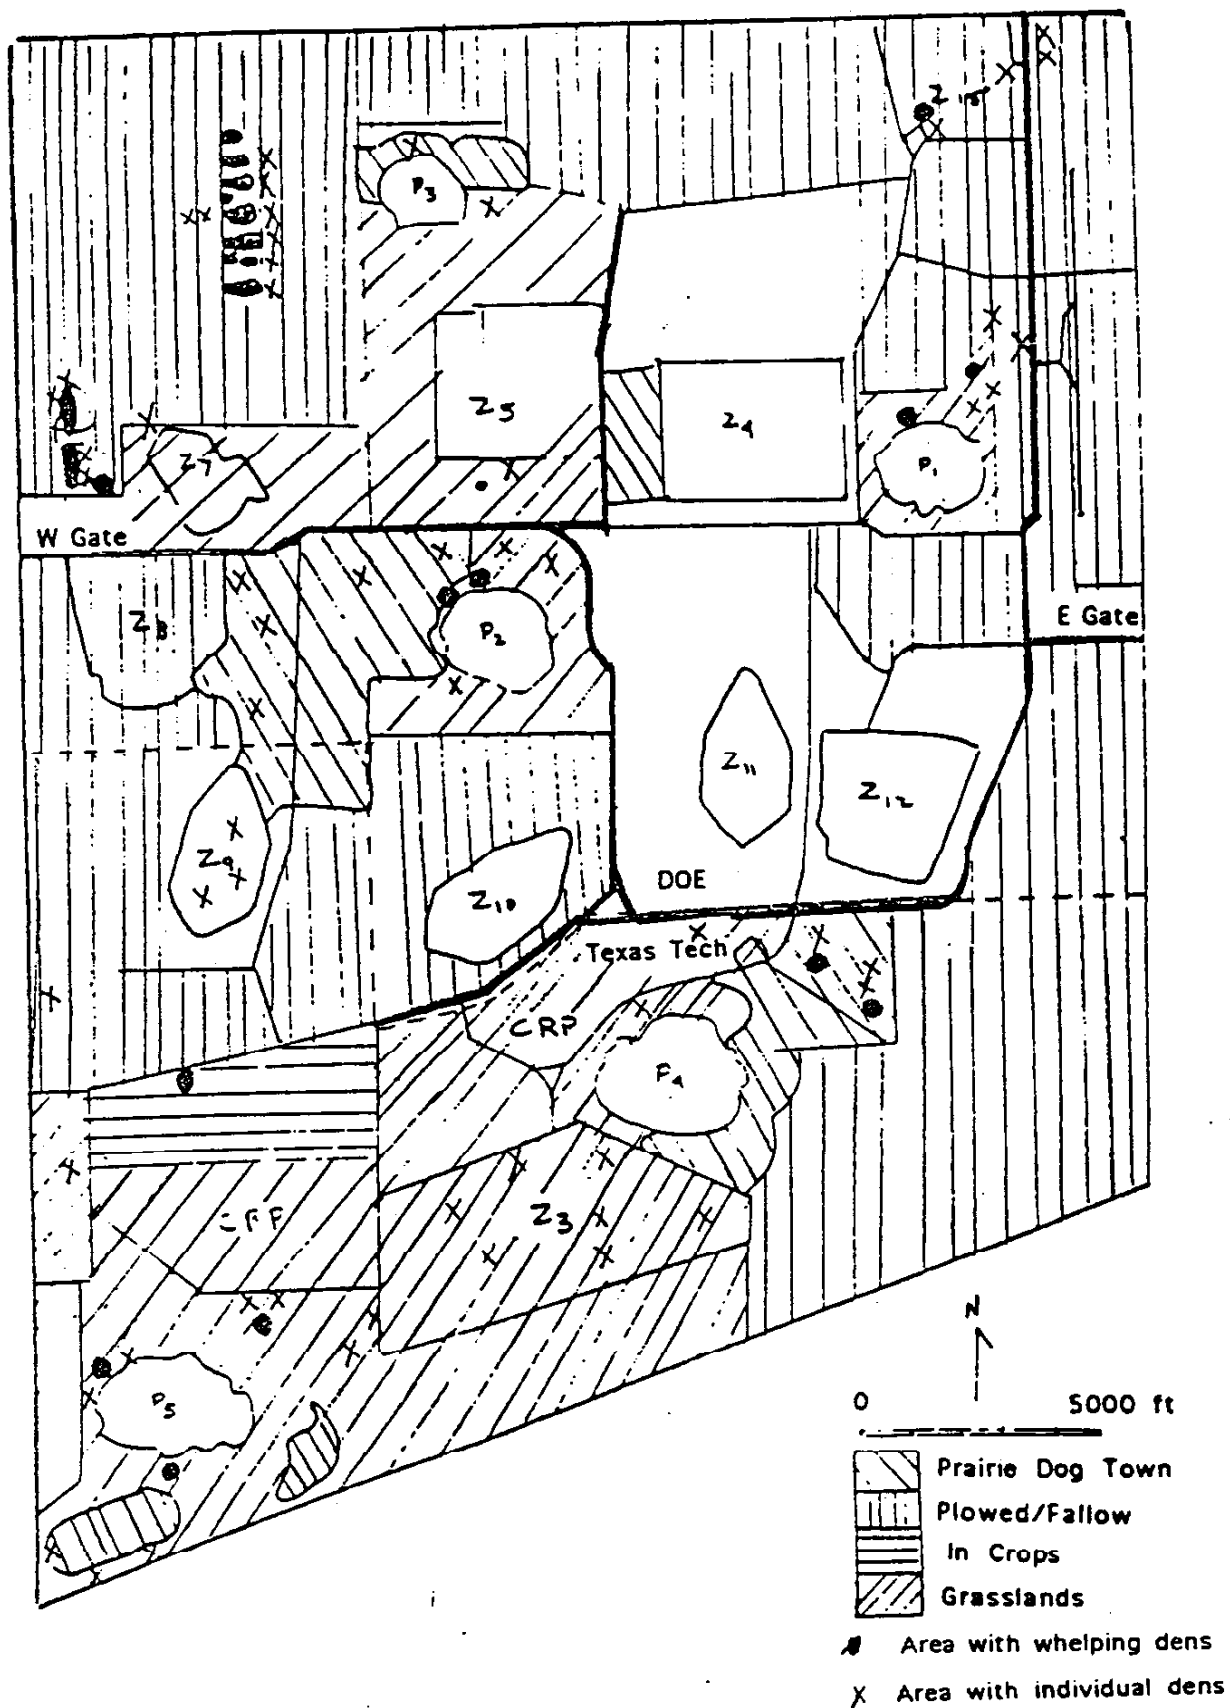 Z 15
P3
Z5
Z4
P1
Z7
W Gate
Z8
P2
E Gate
Z11
Z12
Z9
Z10
DOE
Texas Tech
CRP
P4
Z3
P5
N
0 5000 ft
Prairie Dog Town
Plowed/Fallow
In Crops
Grasslands
Area with whelping dens
X Area with individual dens